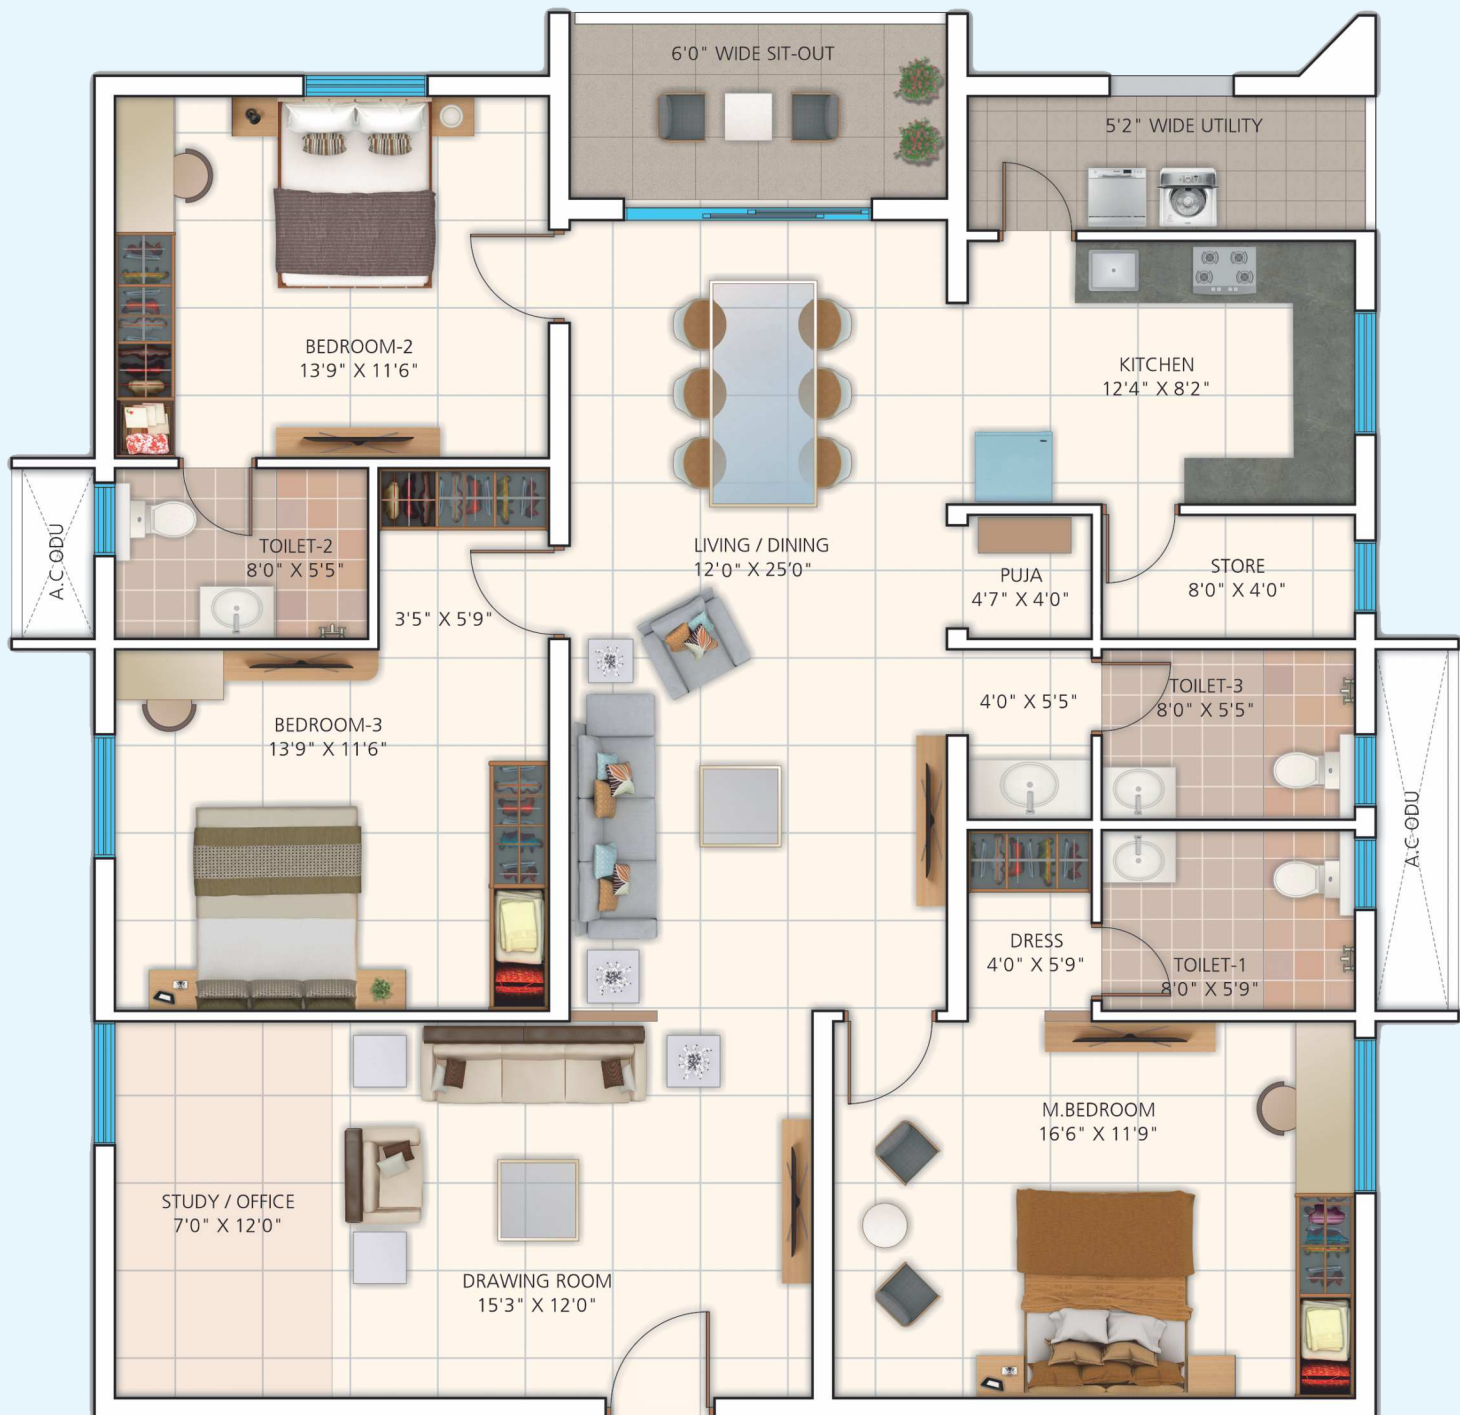 6'0" WIDE SIT-OUT
5'2" WIDE UTILITY
BEDROOM-2
13'9" X 11'6"
KITCHEN
12'4" X 8'2"
A.C ODU
TOILET-2
8'0" X 5'5"
LIVING / DINING
12'0" X 25'0"
PUJA
4'7" X 4'0"
STORE
8'0" X 4'0"
3'5" X 5'9"
4'0" X 5'5"
TOILET-3
8'0" X 5'5"
BEDROOM-3
13'9" X 11'6"
A.C ODU
DRESS
4'0" X 5'9"
TOILET-1
8'0" X 5'9"
M.BEDROOM
16'6" X 11'9"
STUDY / OFFICE
7'0" X 12'0"
DRAWING ROOM
15'3" X 12'0"